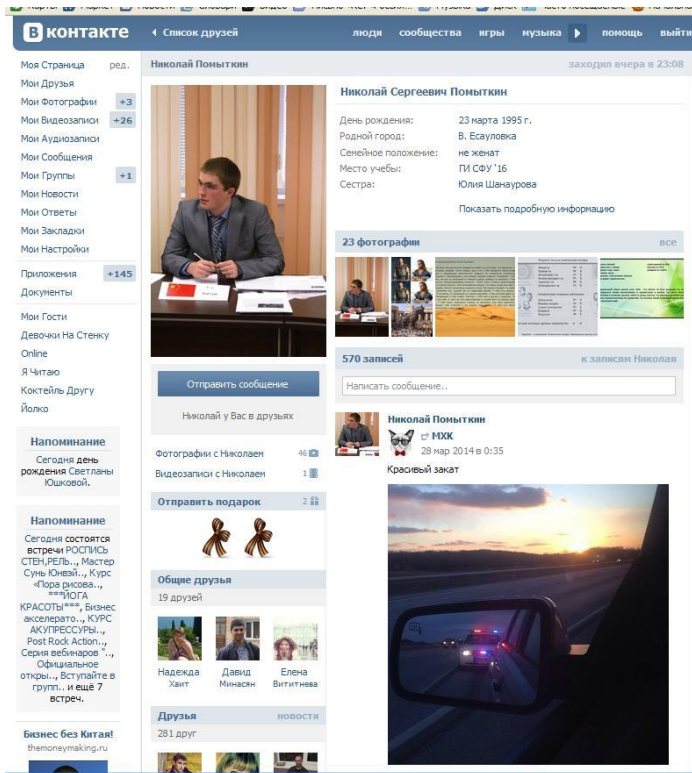 В контакте
Список друзей
люди сообщества игры музыка помощь выйти
Моя Страница ред.
Мои Друзья
Мои Фотографии +3
Мои Видеозаписи +26
Мои Аудиозаписи
Мои Сообщения
Мои Группы +1
Мои Новости
Мои Ответы
Мои Закладки
Мои Настройки
Приложения +145
Документы
Мои Гости
Девочки На Стенку
Online
Я Читаю
Коктейль Другу
Йолко
Напоминание
Сегодня день
рождения Светланы
Юшковой.
Напоминание
Сегодня состоятся
встречи РОСПИСЬ
СТЕН,РЕЛЬ.., Мастер
Сунь Юнвэй.., Курс
«Пора рисова..,
***ЙОГА
КРАСОТЫ***, Бизнес
акселерато.., КУРС
АКУПРЕССУРЫ..,
Post Rock Action..,
Серия вебинаров "..,
Официальное
откры.., Вступайте в
групп.. и ещё 7
встреч.
Бизнес без Китая!
themoneymaking.ru
Николай Помыткин заходил вчера в 23:08
Отправить сообщение
Николай у Вас в друзьях
Фотографии с Николаем 46
Видеозаписи с Николаем 1
Отправить подарок 2
Общие друзья
19 друзей
Надежда Давид Елена
Хаит Минасян Вититнева
Друзья новости
281 друг
Николай Сергеевич Помыткин
День рождения: 23 марта 1995 г.
Родной город: В. Есауловка
Семейное положение: не женат
Место учебы: ГИ СФУ '16
Сестра: Юлия Шанаурова
Показать подробную информацию
23 фотографии все
570 записей к записям Николая
Написать сообщение..
Николай Помыткин
МХК
28 мар 2014 в 0:35
Красивый закат